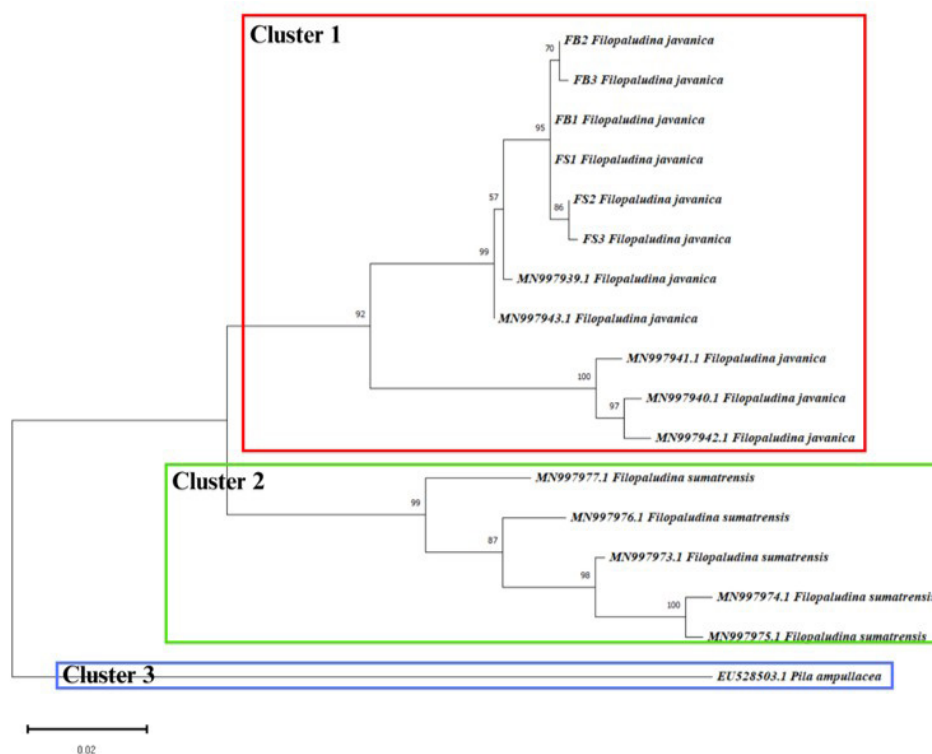 Cluster 1
70
FB2 Filopaludina javanica
FB3 Filopaludina javanica
95
FB1 Filopaludina javanica
FS1 Filopaludina javanica
57
86
FS2 Filopaludina javanica
FS3 Filopaludina javanica
99
MN997939.1 Filopaludina javanica
92
MN997943.1 Filopaludina javanica
100
MN997941.1 Filopaludina javanica
97
MN997940.1 Filopaludina javanica
MN997942.1 Filopaludina javanica
Cluster 2
99
MN997977.1 Filopaludina sumatrensis
87
MN997976.1 Filopaludina sumatrensis
98
MN997973.1 Filopaludina sumatrensis
100
MN997974.1 Filopaludina sumatrensis
MN997975.1 Filopaludina sumatrensis
Cluster 3
EU528503.1 Pila ampullacea
0.02